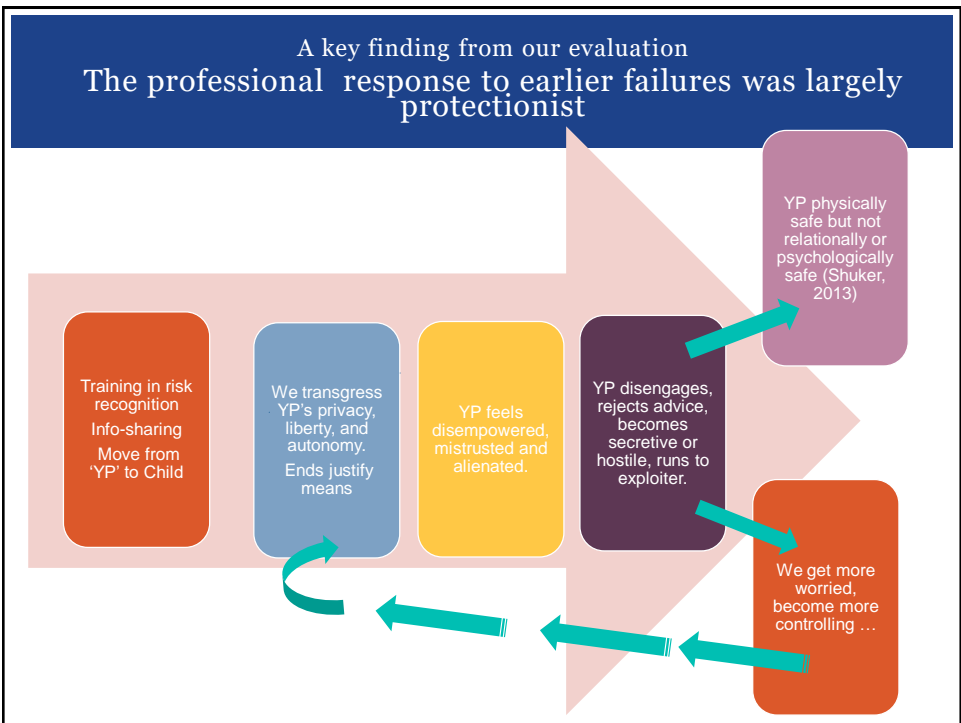 A key finding from our evaluation
The professional  response to earlier failures was largely
protectionist
Training in risk
recognition
Info-sharing
Move from
‘YP’ to Child
We transgress
YP’s privacy,
liberty, and
autonomy.
Ends justify
means
YP feels
disempowered,
mistrusted and
alienated.
YP disengages,
rejects advice,
becomes
secretive or
hostile, runs to
exploiter.
YP physically
safe but not
relationally or
psychologically
safe (Shuker,
2013)
We get more
worried,
become more
controlling …